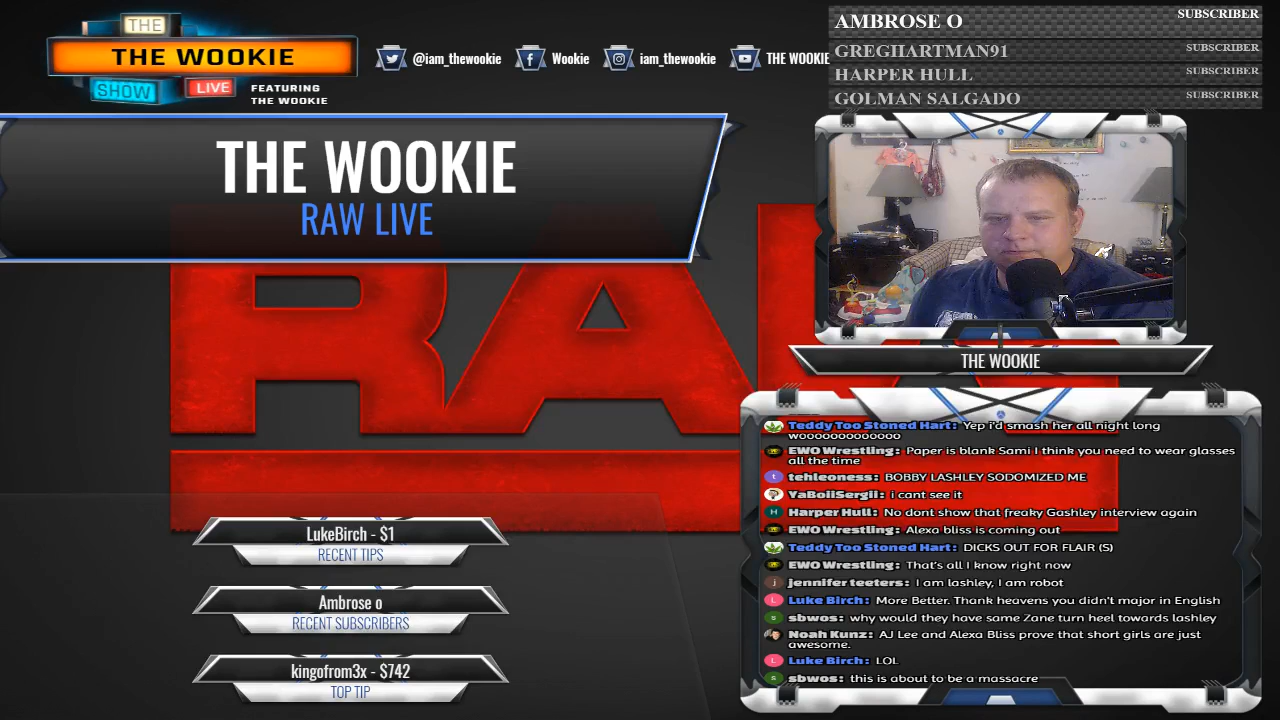 THE
THE WOOKIE
SHOW
LIVE
FEATURING
THE WOOKIE
@iam_thewookie
Wookie
iam_thewookie
THE WOOKIE
AMBROSE O SUBSCRIBER
GREGHARTMAN91 SUBSCRIBER
HARPER HULL SUBSCRIBER
GOLMAN SALGADO SUBSCRIBER
THE WOOKIE
RAW LIVE
RA
THE WOOKIE
Teddy Too Stoned Hart: Yep i'd smash her all night long
wooooooooooooo
EWO Wrestling: Paper is blank Sami I think you need to wear glasses
all the time
tehleoness: BOBBY LASHLEY SODOMIZED ME
YaBoiiSergii: i cant see it
Harper Hull: No dont show that freaky Gashley interview again
EWO Wrestling: Alexa bliss is coming out
Teddy Too Stoned Hart: DICKS OUT FOR FLAIR (S)
EWO Wrestling: That's all I know right now
jennifer teeters: I am lashley, I am robot
Luke Birch: More Better. Thank heavens you didn't major in English
sbwos: why would they have same Zane turn heel towards lashley
Noah Kunz: AJ Lee and Alexa Bliss prove that short girls are just
awesome.
Luke Birch: LOL
sbwos: this is about to be a massacre
LukeBirch - $1
RECENT TIPS
Ambrose o
RECENT SUBSCRIBERS
kingofrom3x - $742
TOP TIP